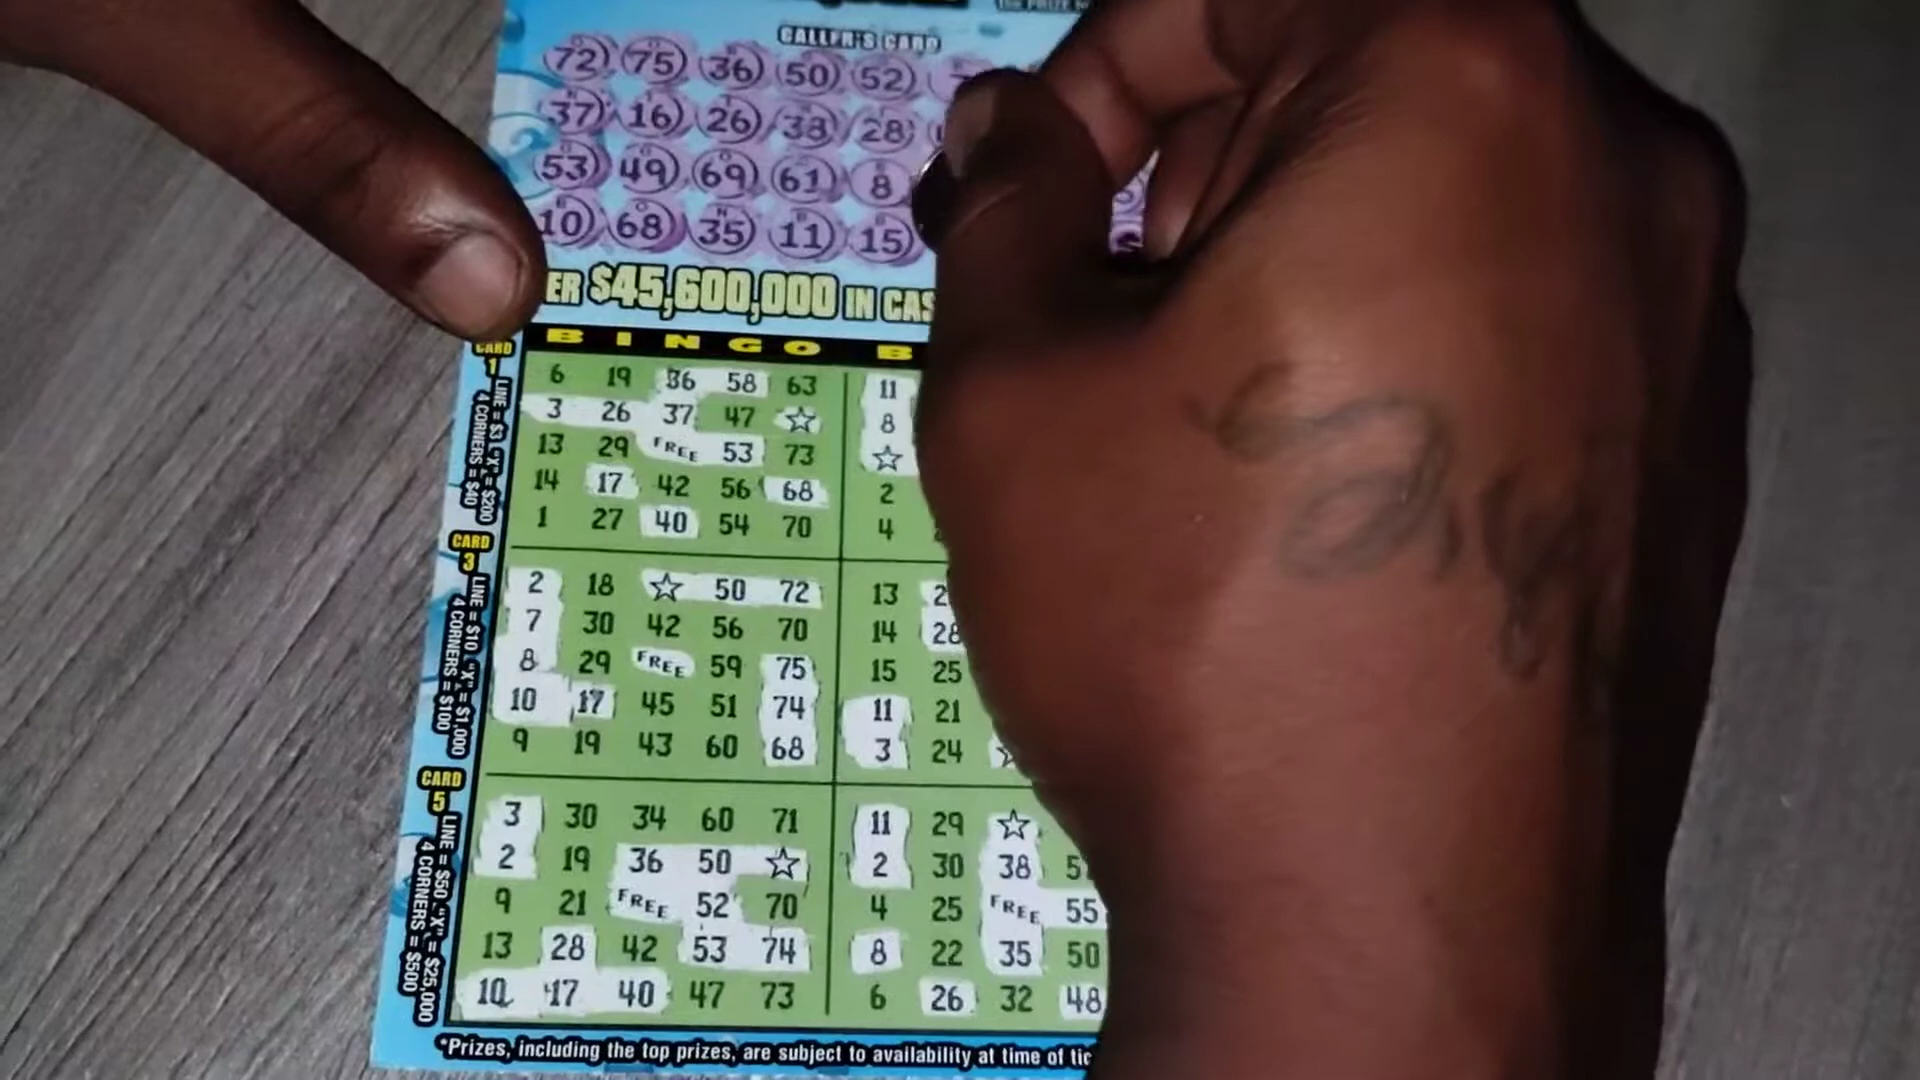 CALLER'S CARD
72 75 36 50 52
37 16 26 38 28
53 49 69 61 8
10 68 35 11 15
ER $45,600,000 IN CAS
B I N G O B
CARD 1
LINE = $3 "X" = $200
4 CORNERS = $40
6 19 36 58 63 11
3 26 37 47 ☆ 8
13 29 FREE 53 73 ☆
14 17 42 56 68 2
1 27 40 54 70 4
CARD 3
LINE = $10 "X" = $1,000
4 CORNERS = $100
2 18 ☆ 50 72 13 2
7 30 42 56 70 14 28
8 29 FREE 59 75 15 25
10 17 45 51 74 11 21
9 19 43 60 68 3 24
CARD 5
LINE = $50 "X" = $25,000
4 CORNERS = $500
3 30 34 60 71 11 29 ☆
2 19 36 50 ☆ 2 30 38 5
9 21 FREE 52 70 4 25 FREE 55
13 28 42 53 74 8 22 35 50
10 17 40 47 73 6 26 32 48
*Prizes, including the top prizes, are subject to availability at time of tic